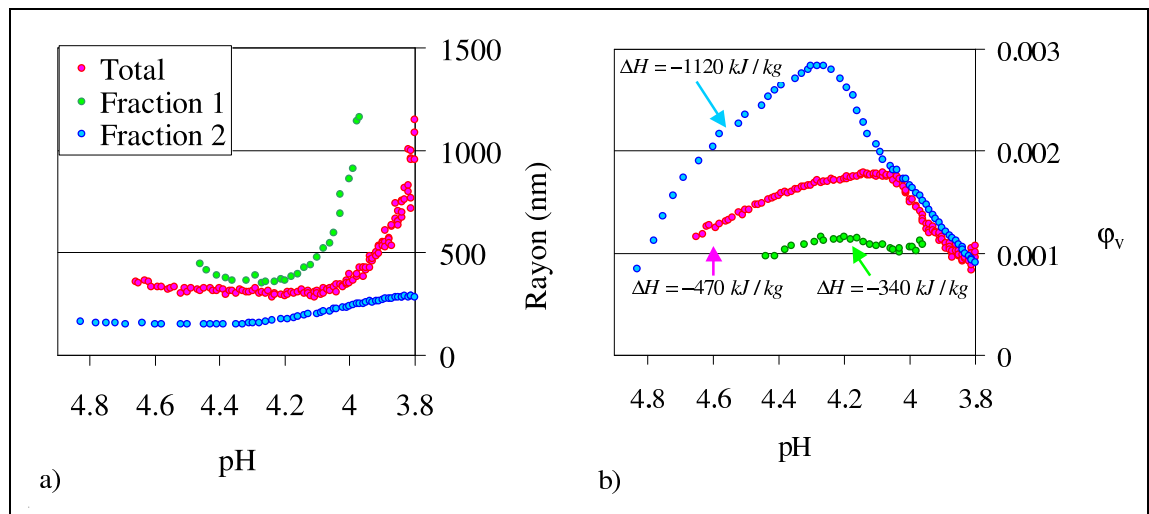 Total
Fraction 1
Fraction 2
1500
1000
500
0
Rayon (nm)
4.8 4.6 4.4 4.2 4 3.8
pH
a)
ΔH = −1120 kJ / kg
ΔH = −470 kJ / kg
ΔH = −340 kJ / kg
0.003
0.002
0.001
0
φv
4.8 4.6 4.4 4.2 4 3.8
pH
b)